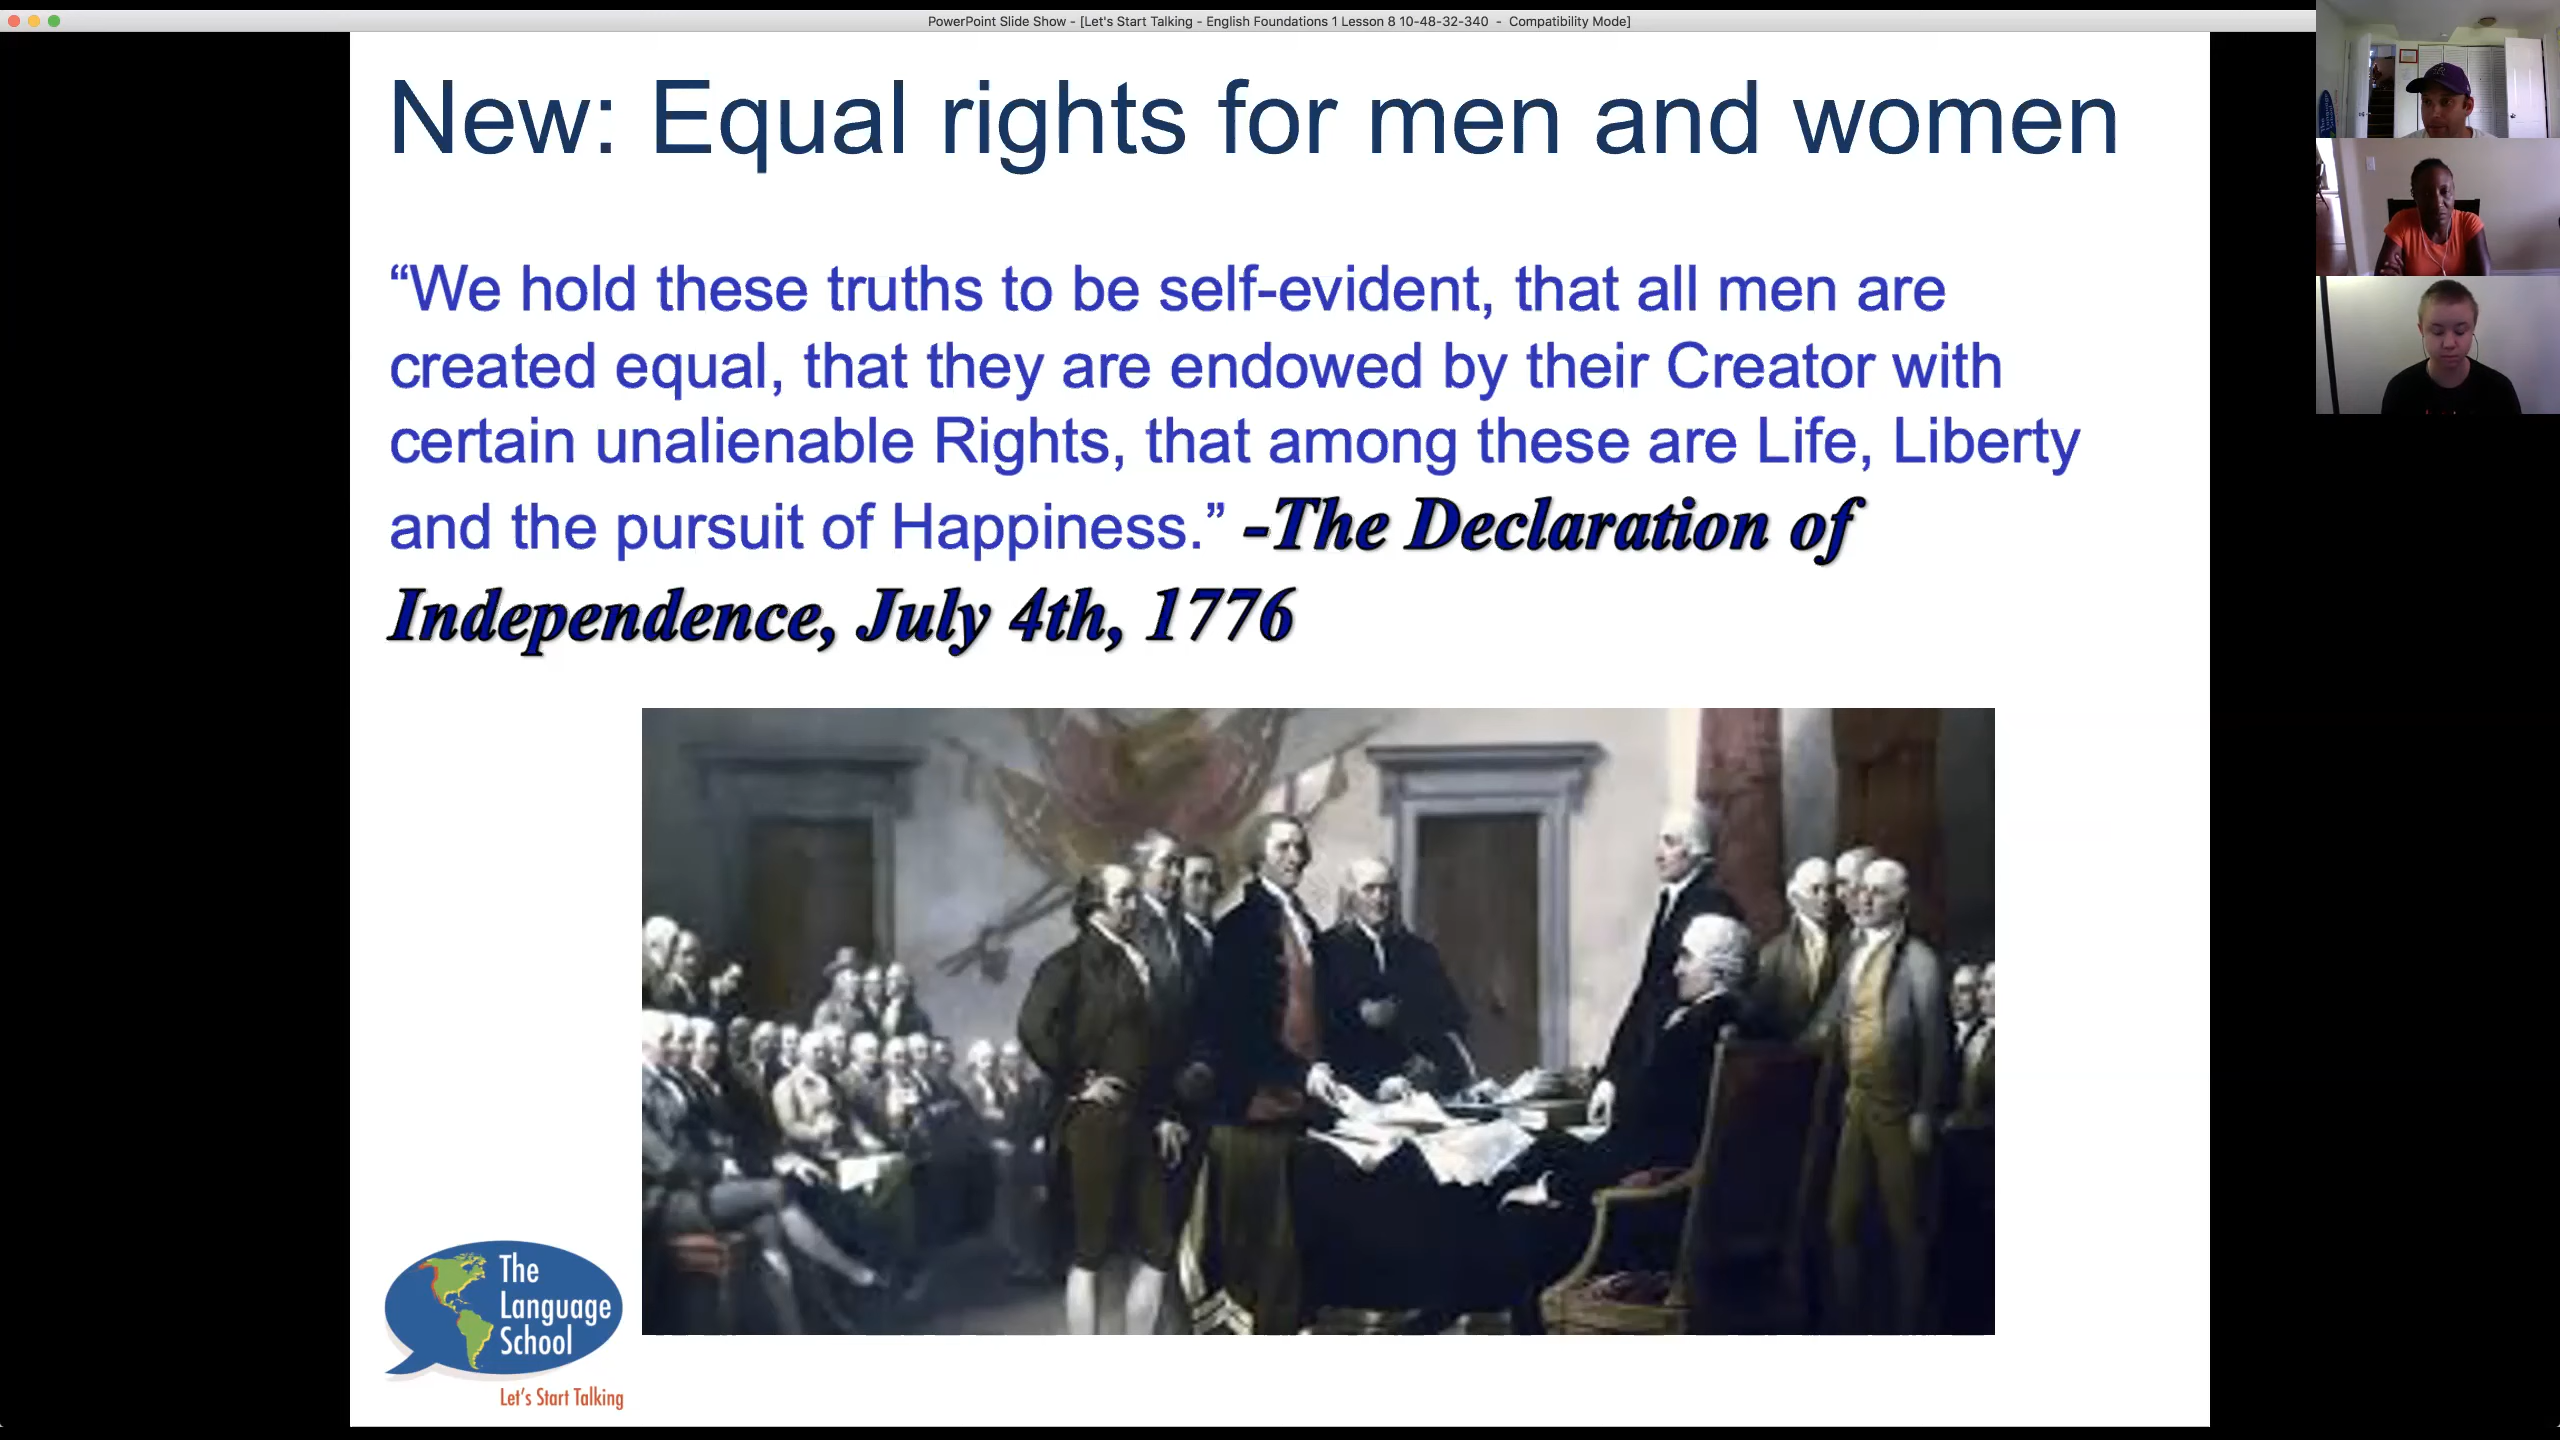 PowerPoint Slide Show - [Let's Start Talking - English Foundations 1 Lesson 8 10-48-32-340 - Compatibility Mode]
New: Equal rights for men and women
“We hold these truths to be self-evident, that all men are
created equal, that they are endowed by their Creator with
certain unalienable Rights, that among these are Life, Liberty
and the pursuit of Happiness.” -The Declaration of
Independence, July 4th, 1776
The
Language
School
Let's Start Talking